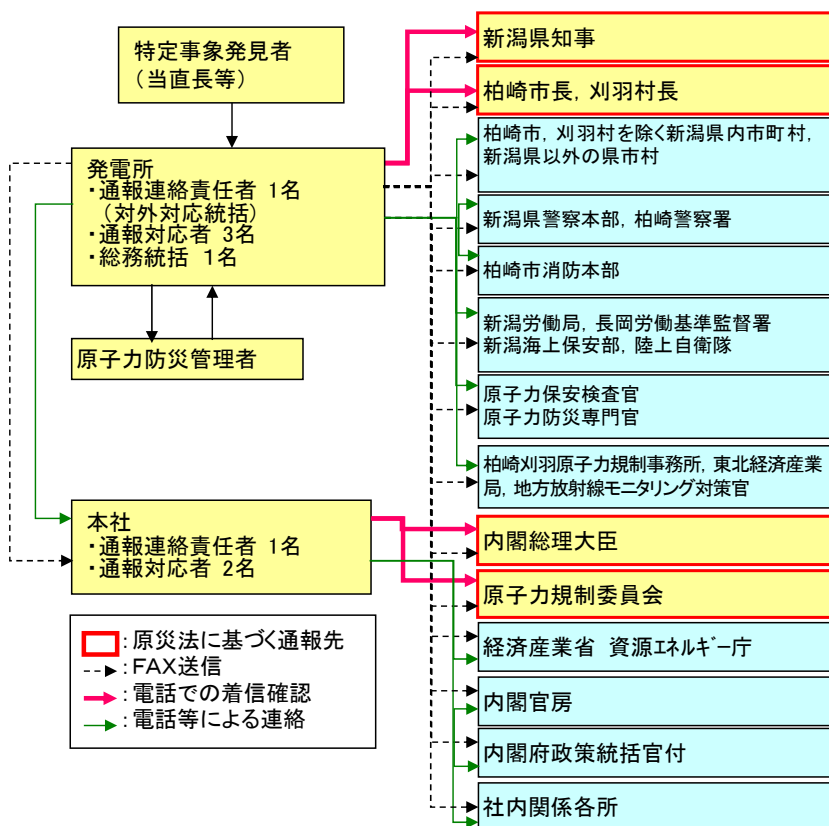 特定事象発見者
（当直長等）
発電所
・通報連絡責任者 1名
（対外対応統括）
・通報対応者 3名
・総務統括 1名
原子力防災管理者
本社
・通報連絡責任者 1名
・通報対応者 2名
：原災法に基づく通報先
：FAX送信
：電話での着信確認
：電話等による連絡
新潟県知事
柏崎市長，刈羽村長
柏崎市，刈羽村を除く新潟県内市町村，
新潟県以外の県市村
新潟県警察本部，柏崎警察署
柏崎市消防本部
新潟労働局，長岡労働基準監督署
新潟海上保安部，陸上自衛隊
原子力保安検査官
原子力防災専門官
柏崎刈羽原子力規制事務所，東北経済産業
局，地方放射線モニタリング対策官
内閣総理大臣
原子力規制委員会
経済産業省 資源エネルギー庁
内閣官房
内閣府政策統括官付
社内関係各所